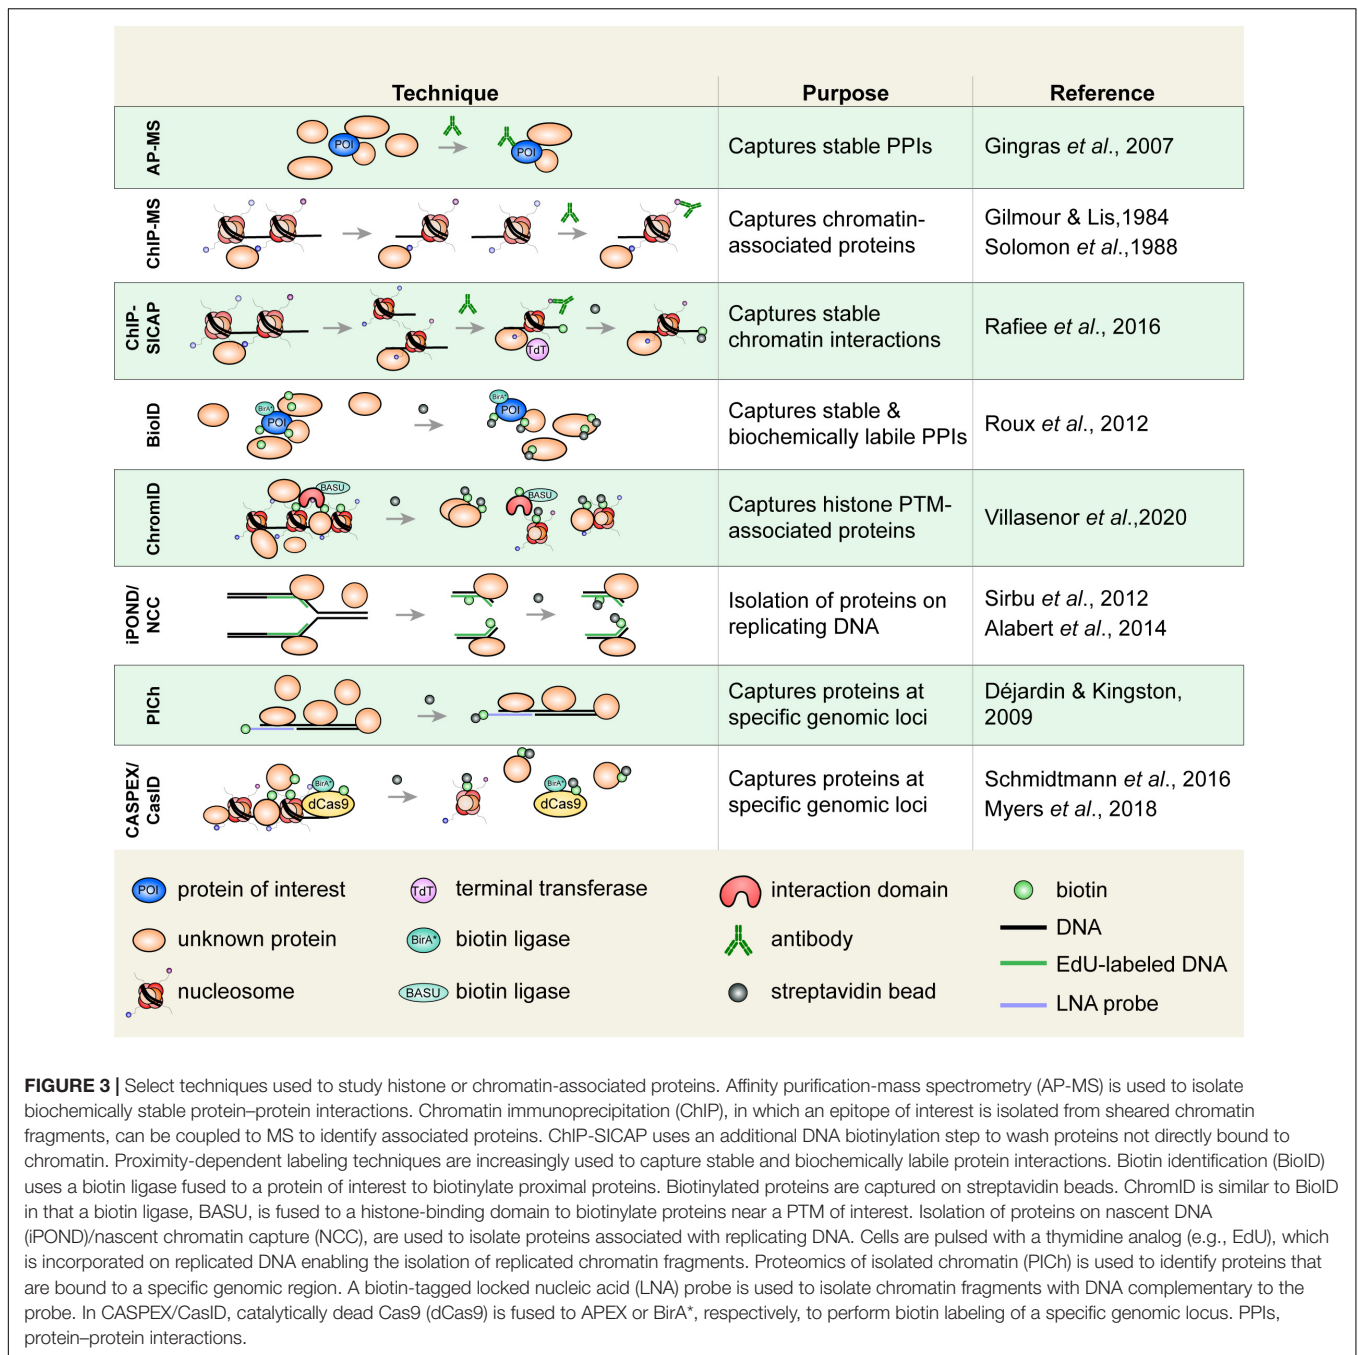 Technique Purpose Reference
AP-MS
POI POI
Captures stable PPIs
Gingras et al., 2007
ChIP-MS
Captures chromatin-
associated proteins
Gilmour & Lis,1984
Solomon et al.,1988
ChIP-
SICAP
TdT
Captures stable
chromatin interactions
Rafiee et al., 2016
BioID
BirA* POI BirA* POI
Captures stable &
biochemically labile PPIs
Roux et al., 2012
ChromID
BASU BASU
Captures histone PTM-
associated proteins
Villasenor et al.,2020
iPOND/
NCC
Isolation of proteins on
replicating DNA
Sirbu et al., 2012
Alabert et al., 2014
PICh
Captures proteins at
specific genomic loci
Déjardin & Kingston,
2009
CASPEX/
CasID
BirA* dCas9 BirA* dCas9
Captures proteins at
specific genomic loci
Schmidtmann et al., 2016
Myers et al., 2018
POI protein of interest
TdT terminal transferase
interaction domain
biotin
unknown protein
BirA* biotin ligase
antibody
DNA
EdU-labeled DNA
nucleosome
BASU biotin ligase
streptavidin bead
LNA probe
FIGURE 3 | Select techniques used to study histone or chromatin-associated proteins. Affinity purification-mass spectrometry (AP-MS) is used to isolate
biochemically stable protein–protein interactions. Chromatin immunoprecipitation (ChIP), in which an epitope of interest is isolated from sheared chromatin
fragments, can be coupled to MS to identify associated proteins. ChIP-SICAP uses an additional DNA biotinylation step to wash proteins not directly bound to
chromatin. Proximity-dependent labeling techniques are increasingly used to capture stable and biochemically labile protein interactions. Biotin identification (BioID)
uses a biotin ligase fused to a protein of interest to biotinylate proximal proteins. Biotinylated proteins are captured on streptavidin beads. ChromID is similar to BioID
in that a biotin ligase, BASU, is fused to a histone-binding domain to biotinylate proteins near a PTM of interest. Isolation of proteins on nascent DNA
(iPOND)/nascent chromatin capture (NCC), are used to isolate proteins associated with replicating DNA. Cells are pulsed with a thymidine analog (e.g., EdU), which
is incorporated on replicated DNA enabling the isolation of replicated chromatin fragments. Proteomics of isolated chromatin (PICh) is used to identify proteins that
are bound to a specific genomic region. A biotin-tagged locked nucleic acid (LNA) probe is used to isolate chromatin fragments with DNA complementary to the
probe. In CASPEX/CasID, catalytically dead Cas9 (dCas9) is fused to APEX or BirA*, respectively, to perform biotin labeling of a specific genomic locus. PPIs,
protein–protein interactions.